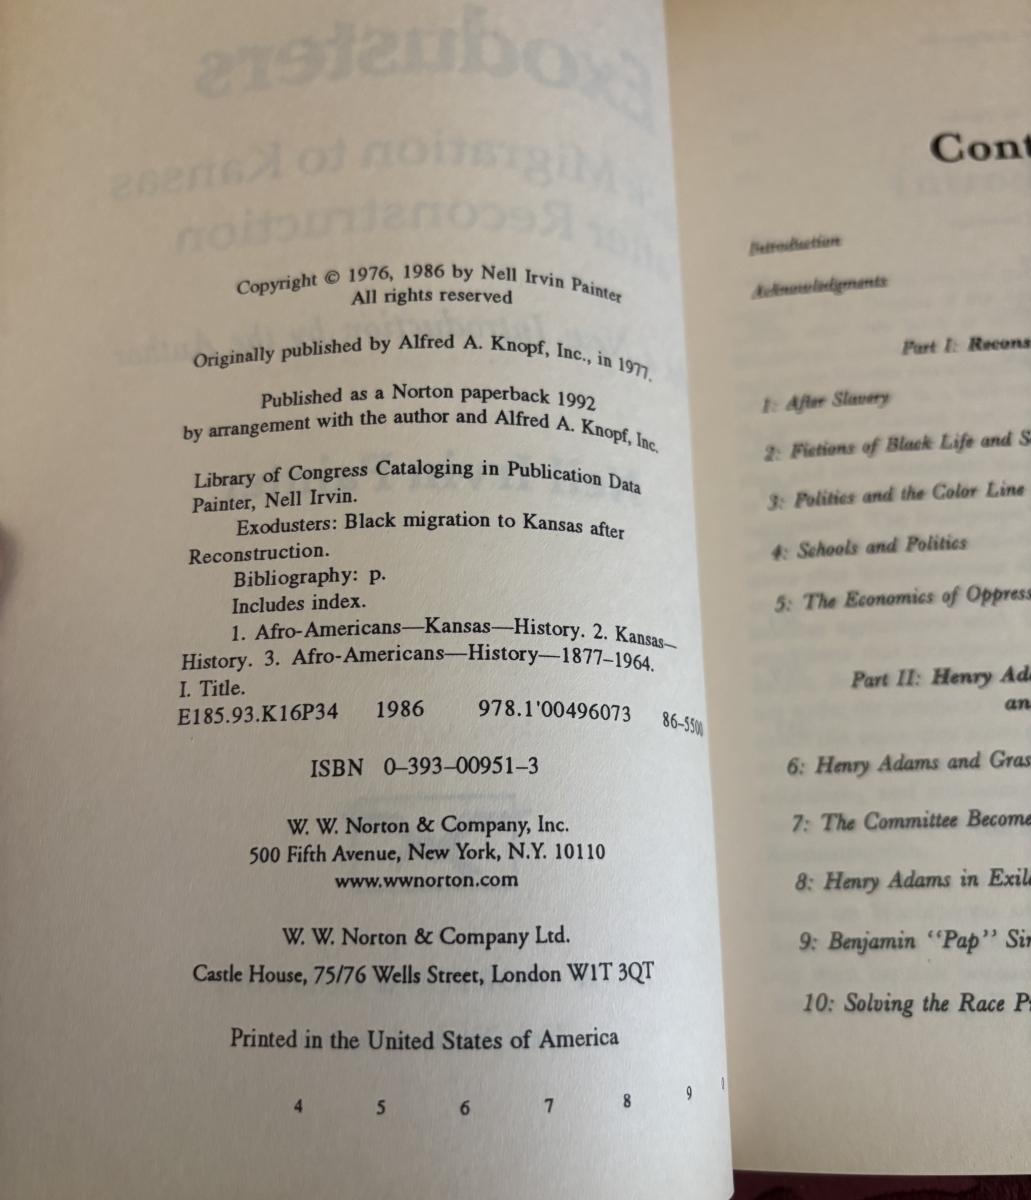 Copyright © 1976, 1986 by Nell Irvin Painter
All rights reserved
Originally published by Alfred A. Knopf, Inc., in 1977.
Published as a Norton paperback 1992
by arrangement with the author and Alfred A. Knopf, Inc.
Library of Congress Cataloging in Publication Data
Painter, Nell Irvin.
Exodusters: Black migration to Kansas after
Reconstruction.
Bibliography: p.
Includes index.
1. Afro-Americans—Kansas—History. 2. Kansas—
History. 3. Afro-Americans—History—1877–1964.
I. Title.
E185.93.K16P34 1986 978.1'00496073 86–5500
ISBN 0–393–00951–3
W. W. Norton & Company, Inc.
500 Fifth Avenue, New York, N.Y. 10110
www.wwnorton.com
W. W. Norton & Company Ltd.
Castle House, 75/76 Wells Street, London W1T 3QT
Printed in the United States of America
4 5 6 7 8 9 0
Cont
Introduction
Acknowledgments
Part I: Recons
1: After Slavery
2: Fictions of Black Life and S
3: Politics and the Color Line
4: Schools and Politics
5: The Economics of Oppress
Part II: Henry Ada
an
6: Henry Adams and Gras
7: The Committee Become
8: Henry Adams in Exil
9: Benjamin “Pap” Sin
10: Solving the Race P